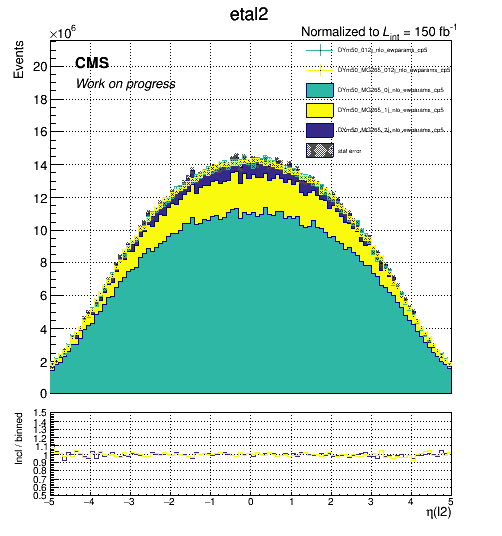 etal2
×10⁶
Normalized to L_int = 150 fb⁻¹
Events
CMS
Work on progress
DYm50_012j_nlo_ewparams_cp5
DYm50_MG265_012j_nlo_ewparams_cp5
DYm50_MG265_0j_nlo_ewparams_cp5
DYm50_MG265_1j_nlo_ewparams_cp5
DYm50_MG265_2j_nlo_ewparams_cp5
stat error
20
18
16
14
12
10
8
6
4
2
0
Incl / binned
1.5
1.4
1.3
1.2
1.1
1
0.9
0.8
0.7
0.6
0.5
−5 −4 −3 −2 −1 0 1 2 3 4 5
η(l2)